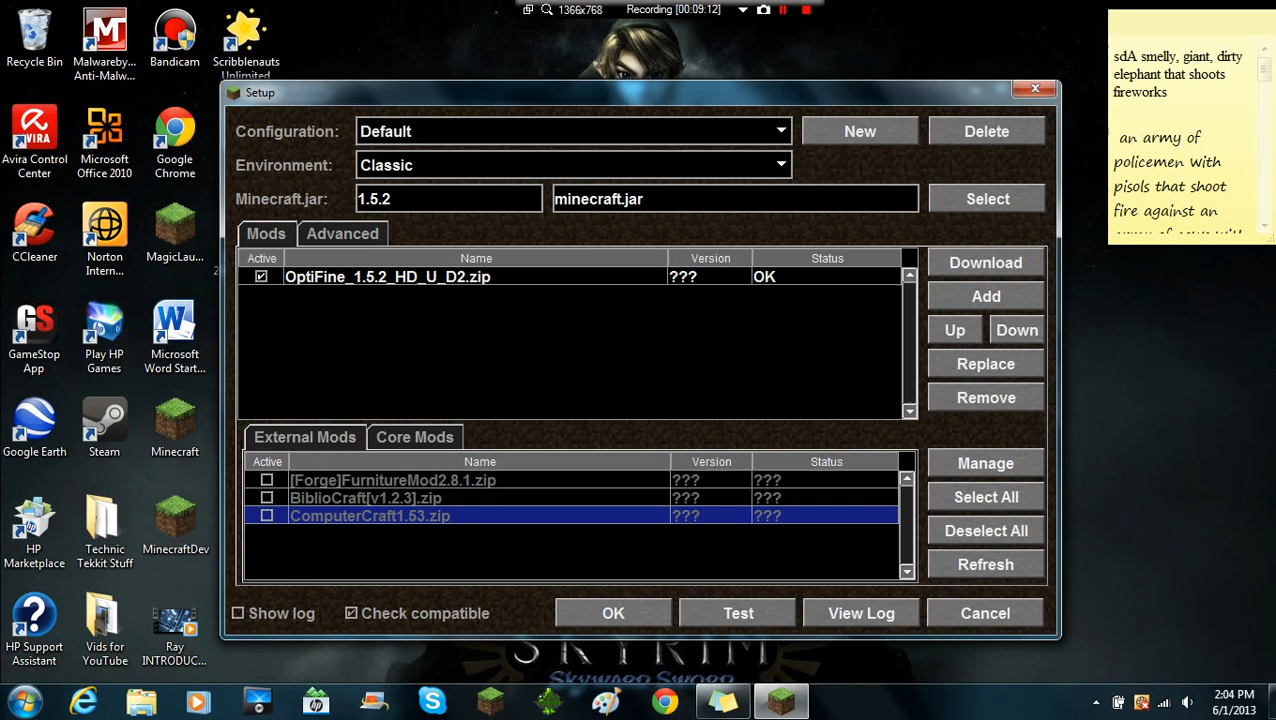 1366x768 Recording [00:09:12]
Recycle Bin
Malwareby...
Anti-Malw...
Bandicam
Scribblenauts
Unlimited
sdA smelly, giant, dirty
elephant that shoots
fireworks
an army of
policemen with
pisols that shoot
fire against an
Setup
Configuration: Default New Delete
Environment: Classic
Minecraft.jar: 1.5.2 minecraft.jar Select
Mods Advanced
Active Name Version Status
OptiFine_1.5.2_HD_U_D2.zip ??? OK
Download
Add
Up Down
Replace
Remove
External Mods Core Mods
Active Name Version Status
[Forge]FurnitureMod2.8.1.zip ??? ???
BiblioCraft[v1.2.3].zip ??? ???
ComputerCraft1.53.zip ??? ???
Manage
Select All
Deselect All
Refresh
Show log Check compatible OK Test View Log Cancel
Avira Control
Center
Microsoft
Office 2010
Google
Chrome
CCleaner
Norton
Intern...
MagicLau...
GameStop
App
Play HP
Games
Microsoft
Word Start...
Google Earth
Steam
Minecraft
HP
Marketplace
Technic
Tekkit Stuff
MinecraftDev
HP Support
Assistant
Vids for
YouTube
Ray
INTRODUC...
SKYRIM
Skyward Sword
2:04 PM
6/1/2013